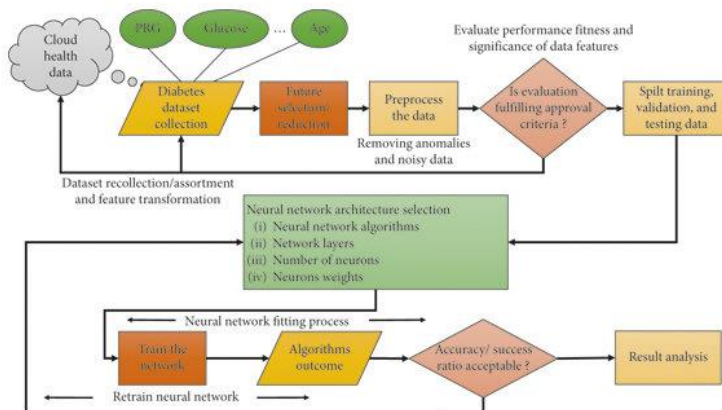 PRG
Glucose
...
Age
Cloud
health
data
Evaluate performance fitness and
significance of data features
Diabetes
dataset
collection
Future
selection/
reduction
Preprocess
the data
Is evaluation
fulfilling approval
criteria ?
Spilt training,
validation, and
testing data
Removing anomalies
and noisy data
Dataset recollection/assortment
and feature transformation
Neural network architecture selection
(i) Neural network algorithms
(ii) Network layers
(iii) Number of neurons
(iv) Neurons weights
Neural network fitting process
Train the
network
Algorithms
outcome
Accuracy/ success
ratio acceptable ?
Result analysis
Retrain neural network